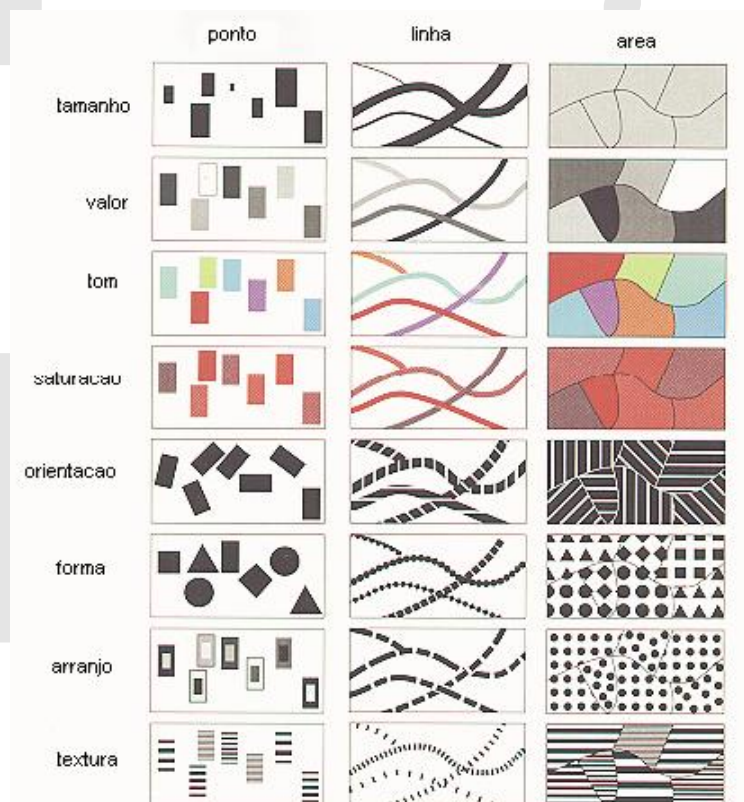 ponto linha area
tamanho
valor
tom
saturacao
orientacao
forma
arranjo
textura